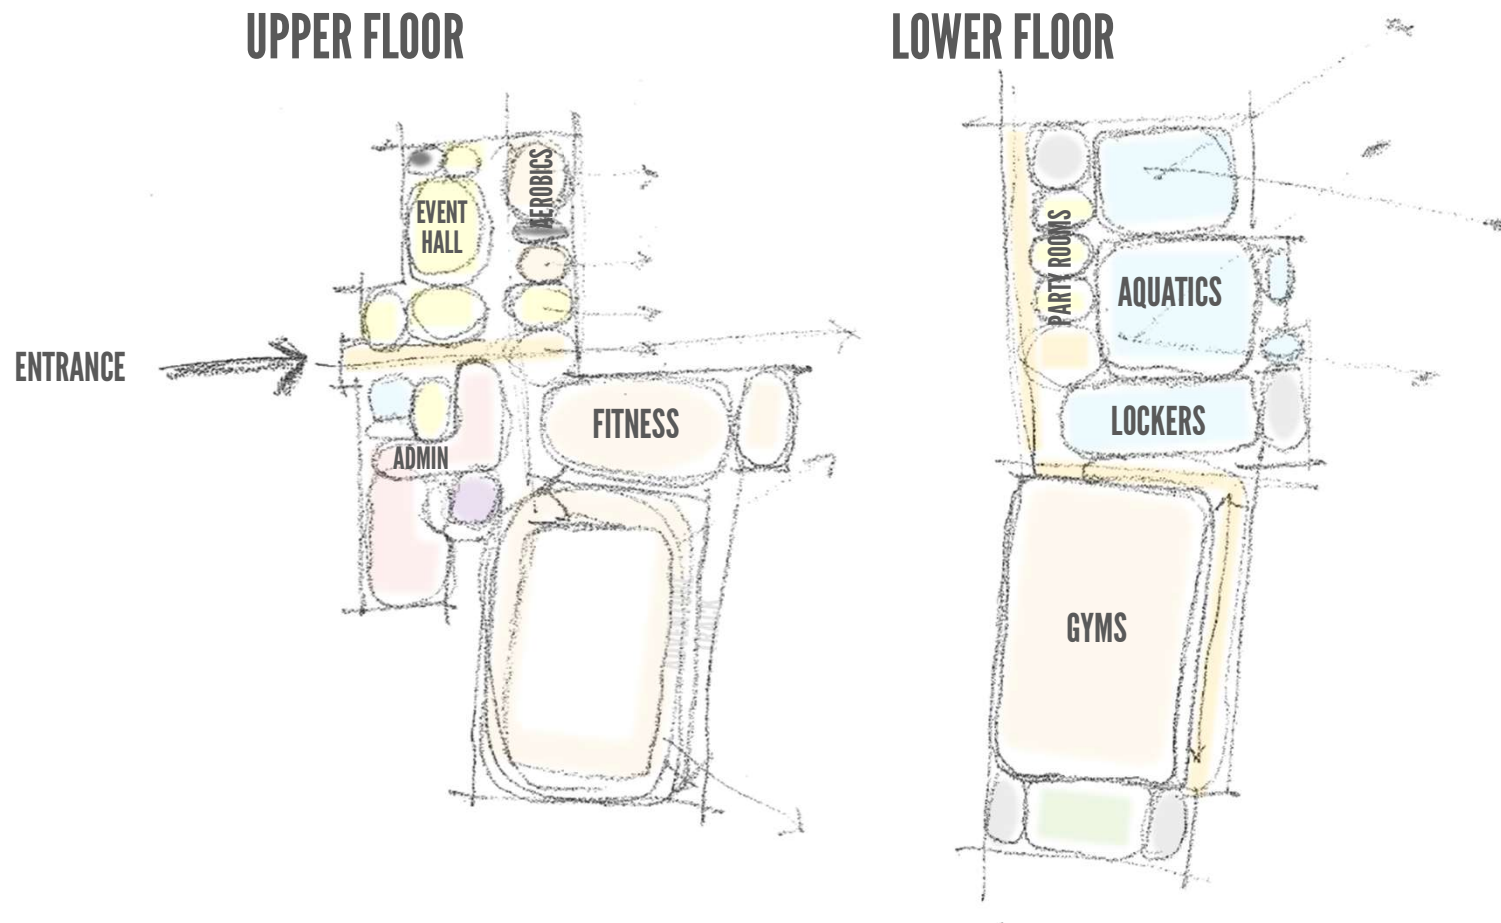 UPPER FLOOR
LOWER FLOOR
AEROBICS
EVENT
HALL
PARTY ROOMS
AQUATICS
ENTRANCE
FITNESS
LOCKERS
ADMIN
GYMS